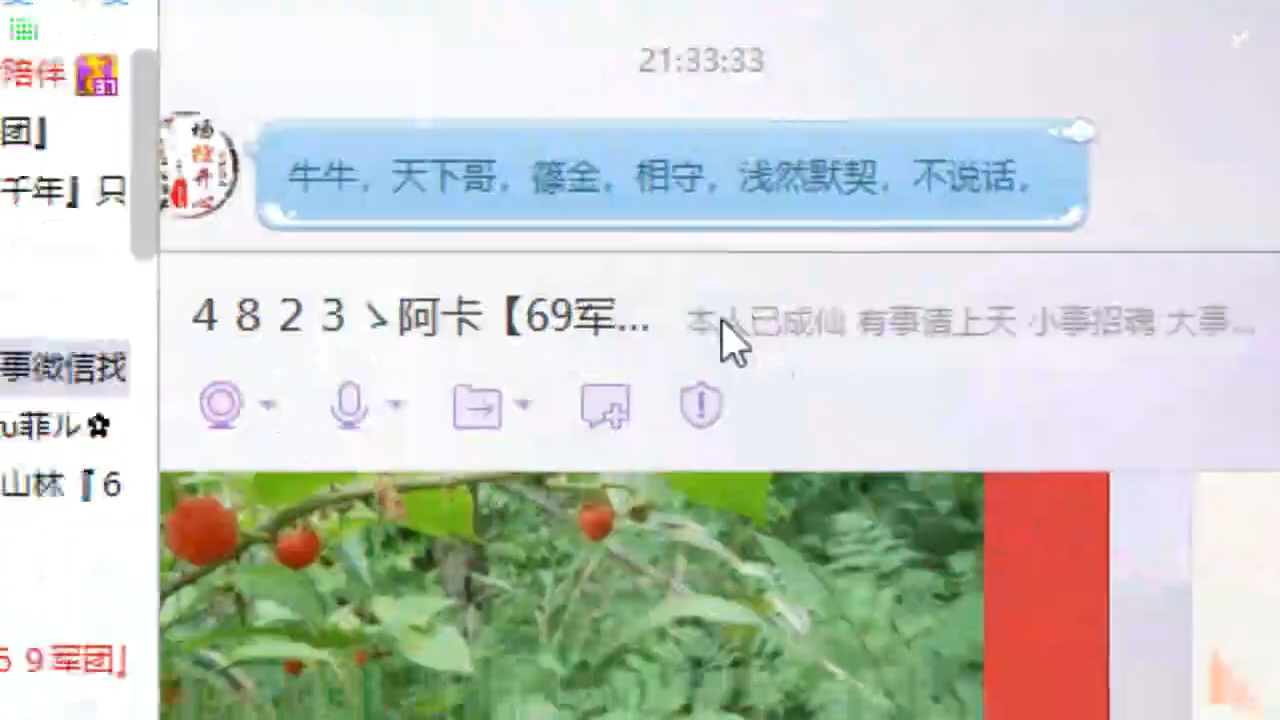 陪伴
团』
千年』只
事微信找
u菲ル✿
山林『6
5 9军团』
21:33:33
牛牛，天下哥，篠金，相守，浅然默契，不说话，
4 8 2 3ヽ阿卡【69军...
本人已成仙 有事请上天 小事招魂 大事...